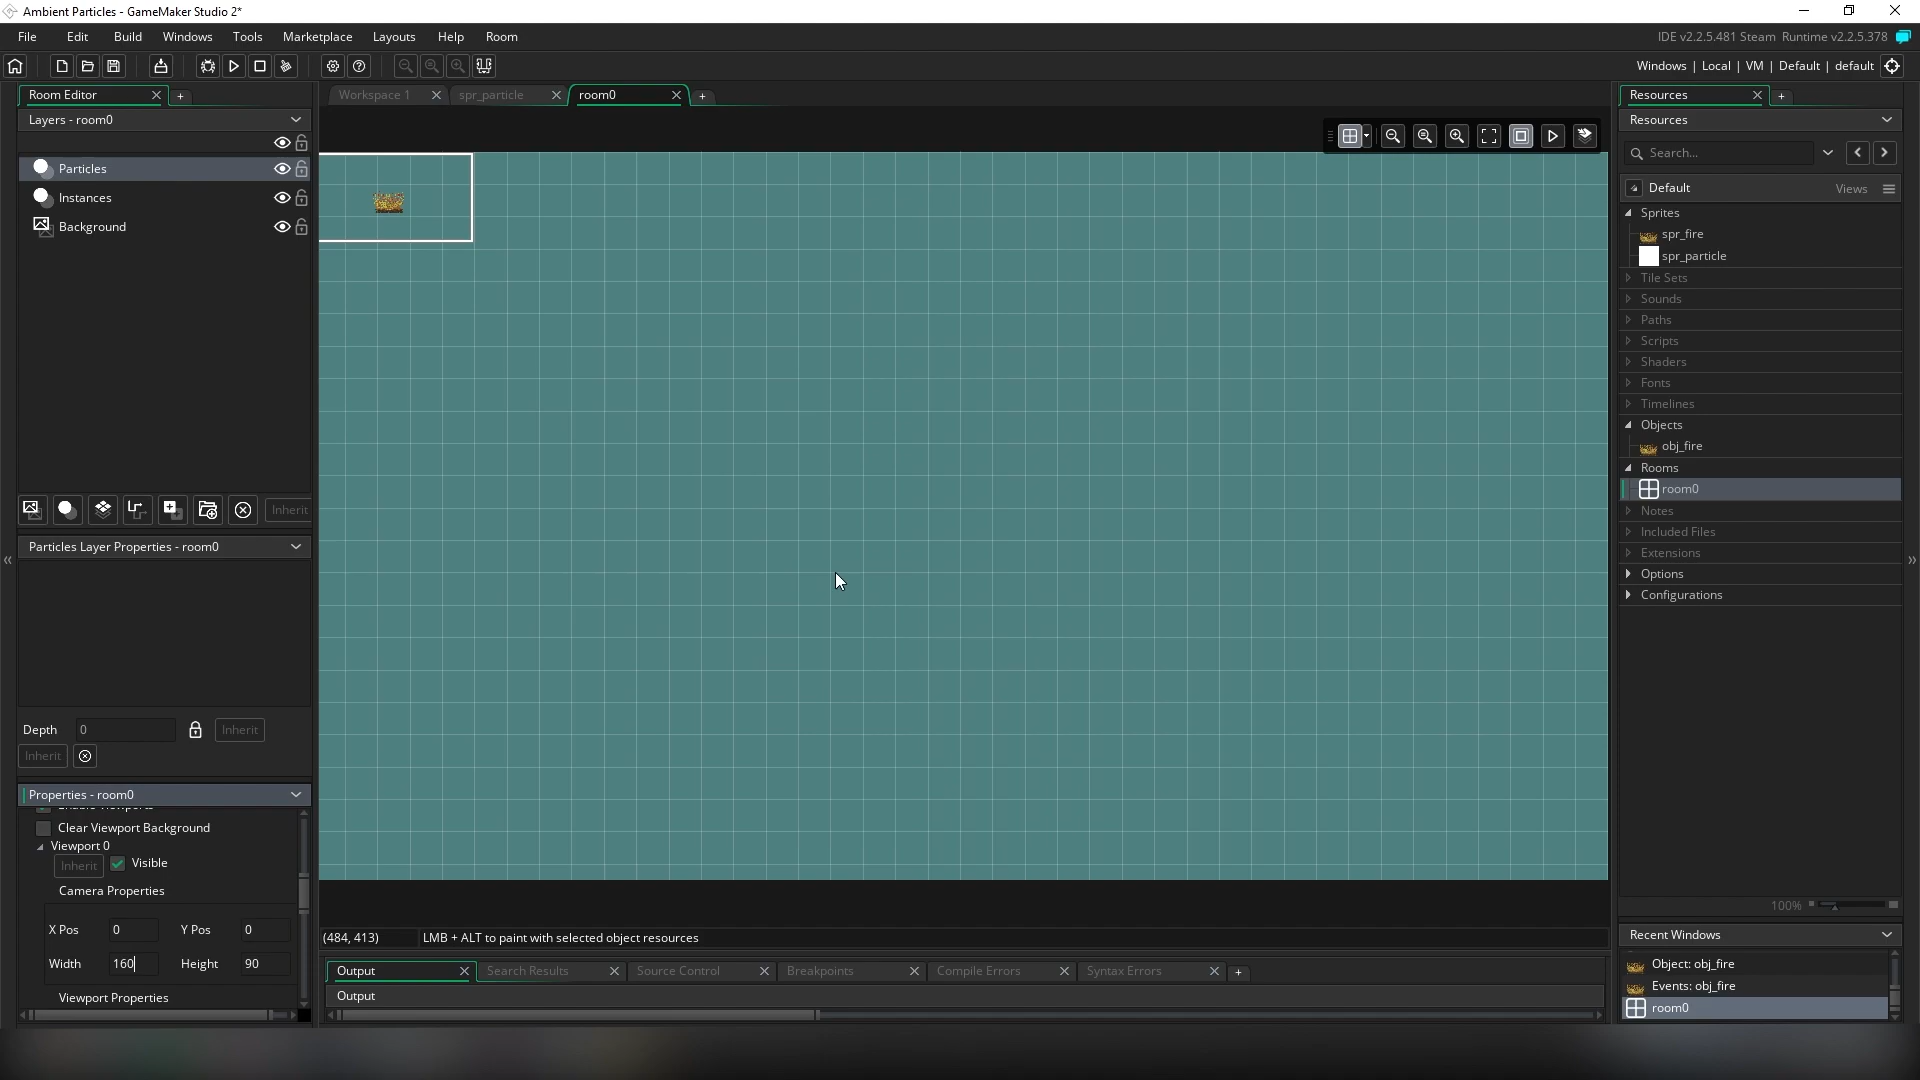 Ambient Particles - GameMaker Studio 2*
File Edit Build Windows Tools Marketplace Layouts Help Room
IDE v2.2.5.481 Steam Runtime v2.2.5.378
Windows | Local | VM | Default | default
Room Editor
Workspace 1
spr_particle
room0
Resources
Layers - room0
Resources
Particles
Instances
Background
Search...
Default
Views
Sprites
spr_fire
spr_particle
Tile Sets
Sounds
Paths
Scripts
Shaders
Fonts
Timelines
Objects
obj_fire
Rooms
room0
Notes
Included Files
Extensions
Options
Configurations
Inherit
Particles Layer Properties - room0
Depth 0 Inherit
Inherit
Properties - room0
Enable Viewports
Clear Viewport Background
Viewport 0
Inherit Visible
Camera Properties
X Pos 0 Y Pos 0
Width 160 Height 90
Viewport Properties
(484, 413) LMB + ALT to paint with selected object resources
Output Search Results Source Control Breakpoints Compile Errors Syntax Errors
Output
100%
Recent Windows
Object: obj_fire
Events: obj_fire
room0